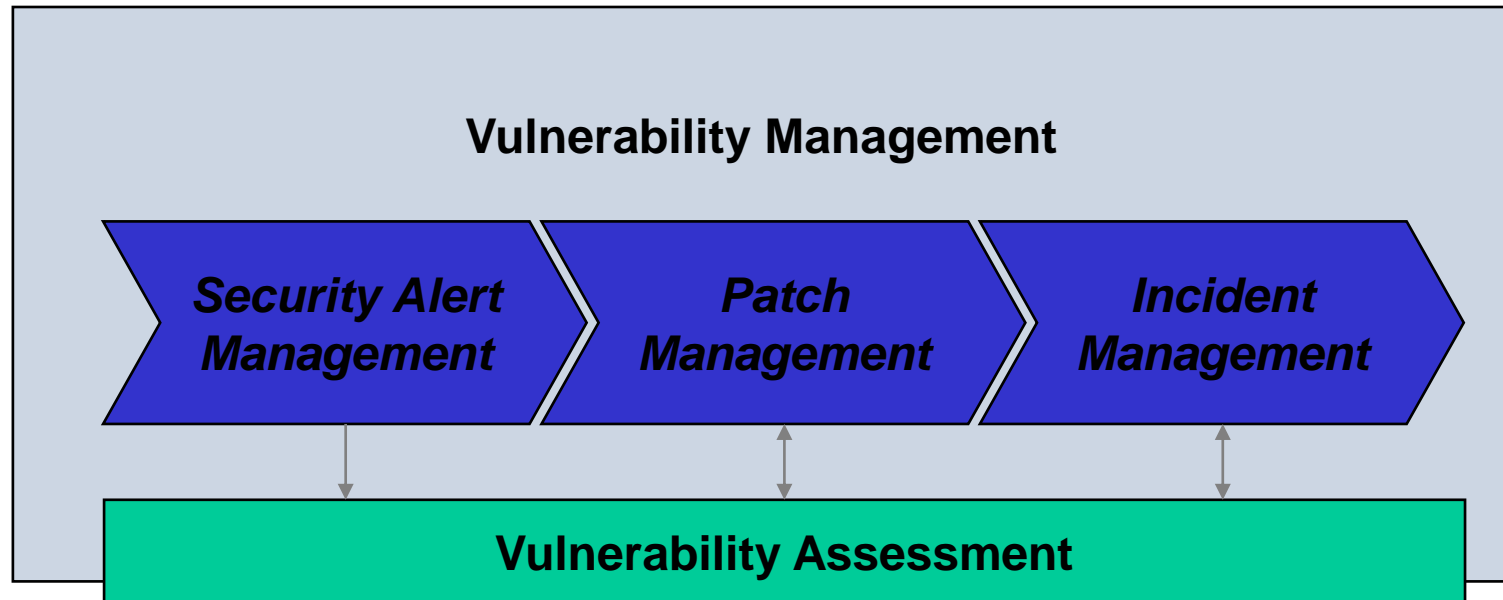 Vulnerability Management
Security Alert
Management
Patch
Management
Incident
Management
Vulnerability Assessment